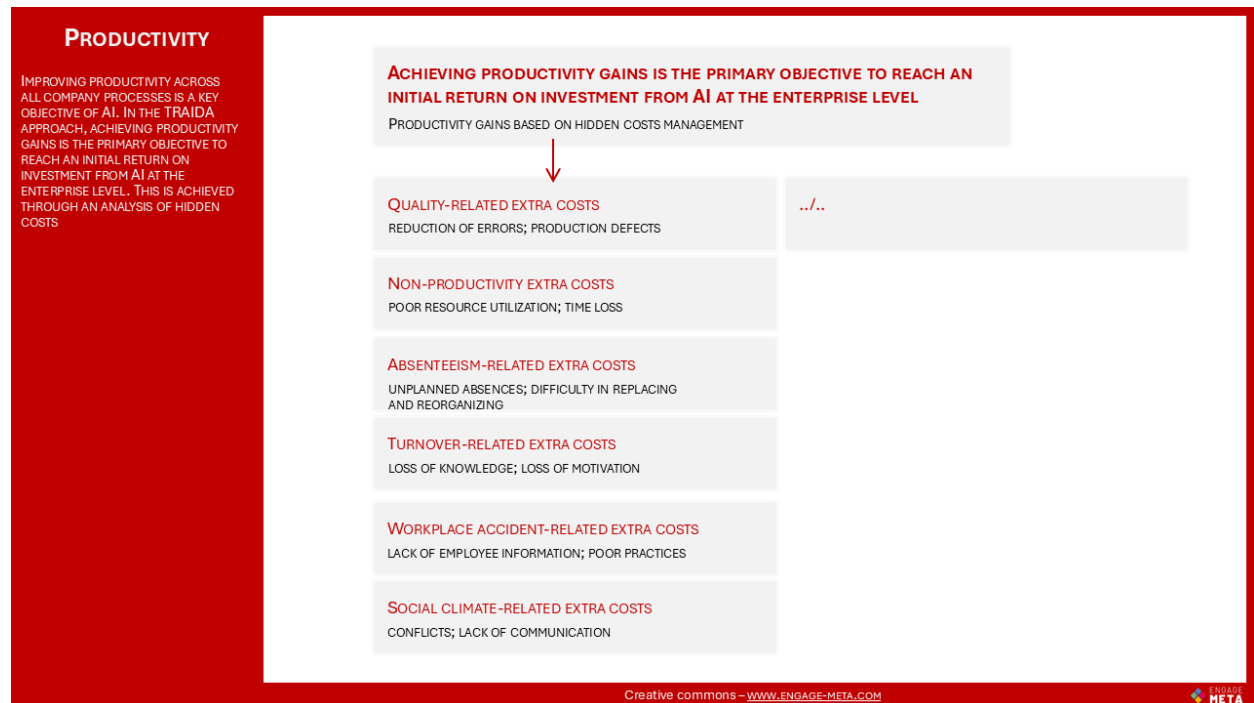 PRODUCTIVITY
IMPROVING PRODUCTIVITY ACROSS
ALL COMPANY PROCESSES IS A KEY
OBJECTIVE OF AI. IN THE TRAIDA
APPROACH, ACHIEVING PRODUCTIVITY
GAINS IS THE PRIMARY OBJECTIVE TO
REACH AN INITIAL RETURN ON
INVESTMENT FROM AI AT THE
ENTERPRISE LEVEL. THIS IS ACHIEVED
THROUGH AN ANALYSIS OF HIDDEN
COSTS
ACHIEVING PRODUCTIVITY GAINS IS THE PRIMARY OBJECTIVE TO REACH AN
INITIAL RETURN ON INVESTMENT FROM AI AT THE ENTERPRISE LEVEL
PRODUCTIVITY GAINS BASED ON HIDDEN COSTS MANAGEMENT
QUALITY-RELATED EXTRA COSTS
REDUCTION OF ERRORS; PRODUCTION DEFECTS
../..
NON-PRODUCTIVITY EXTRA COSTS
POOR RESOURCE UTILIZATION; TIME LOSS
ABSENTEEISM-RELATED EXTRA COSTS
UNPLANNED ABSENCES; DIFFICULTY IN REPLACING
AND REORGANIZING
TURNOVER-RELATED EXTRA COSTS
LOSS OF KNOWLEDGE; LOSS OF MOTIVATION
WORKPLACE ACCIDENT-RELATED EXTRA COSTS
LACK OF EMPLOYEE INFORMATION; POOR PRACTICES
SOCIAL CLIMATE-RELATED EXTRA COSTS
CONFLICTS; LACK OF COMMUNICATION
Creative commons – WWW.ENGAGE-META.COM
ENGAGE
META